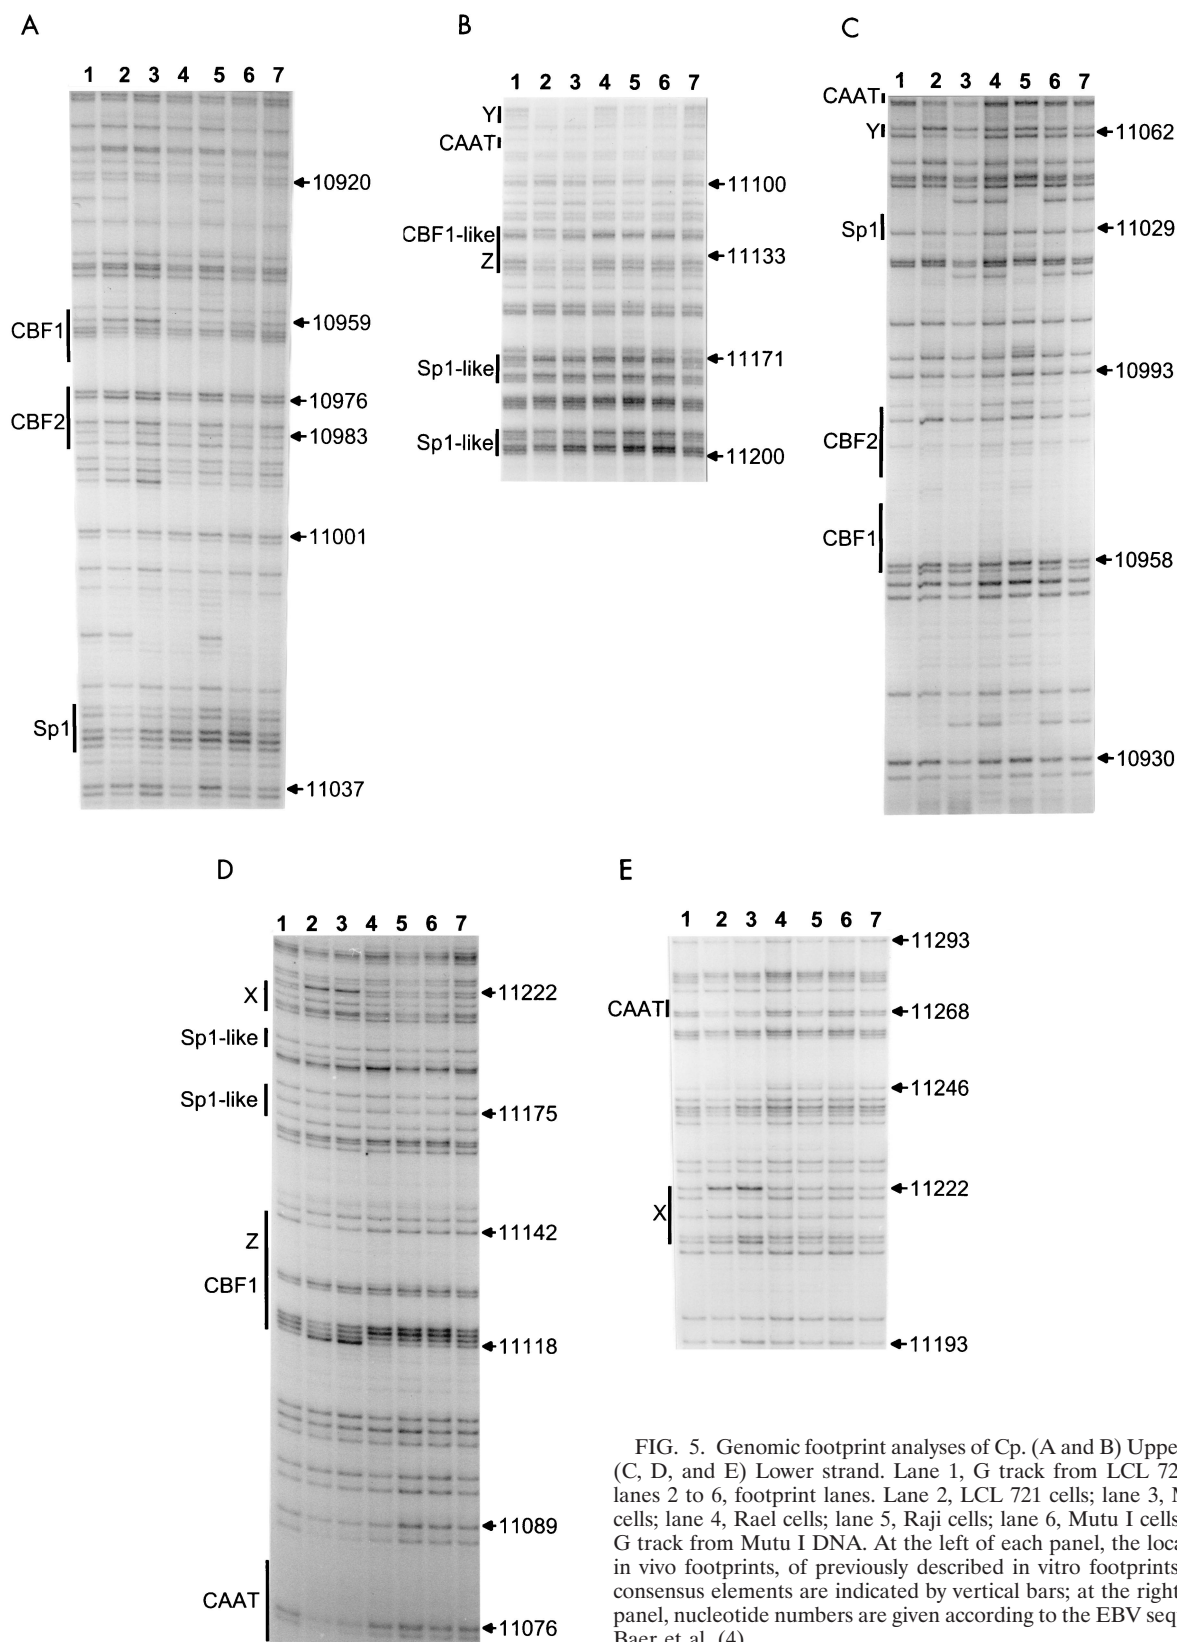 A
1 2 3 4 5 6 7
10920
CBF1
10959
10976
CBF2
10983
11001
Sp1
11037
B
1 2 3 4 5 6 7
Y
CAAT
11100
CBF1-like
11133
Z
11171
Sp1-like
Sp1-like
11200
C
1 2 3 4 5 6 7
CAAT
Y
11062
Sp1
11029
10993
CBF2
CBF1
10958
10930
D
1 2 3 4 5 6 7
X
11222
Sp1-like
Sp1-like
11175
11142
Z
CBF1
11118
11089
CAAT
11076
E
1 2 3 4 5 6 7
11293
CAAT
11268
11246
11222
X
11193
FIG. 5. Genomic footprint analyses of Cp. (A and B) Uppe
(C, D, and E) Lower strand. Lane 1, G track from LCL 72
lanes 2 to 6, footprint lanes. Lane 2, LCL 721 cells; lane 3, M
cells; lane 4, Rael cells; lane 5, Raji cells; lane 6, Mutu I cells
G track from Mutu I DNA. At the left of each panel, the loca
in vivo footprints, of previously described in vitro footprints
consensus elements are indicated by vertical bars; at the right
panel, nucleotide numbers are given according to the EBV sequ
Baer et al. (4)